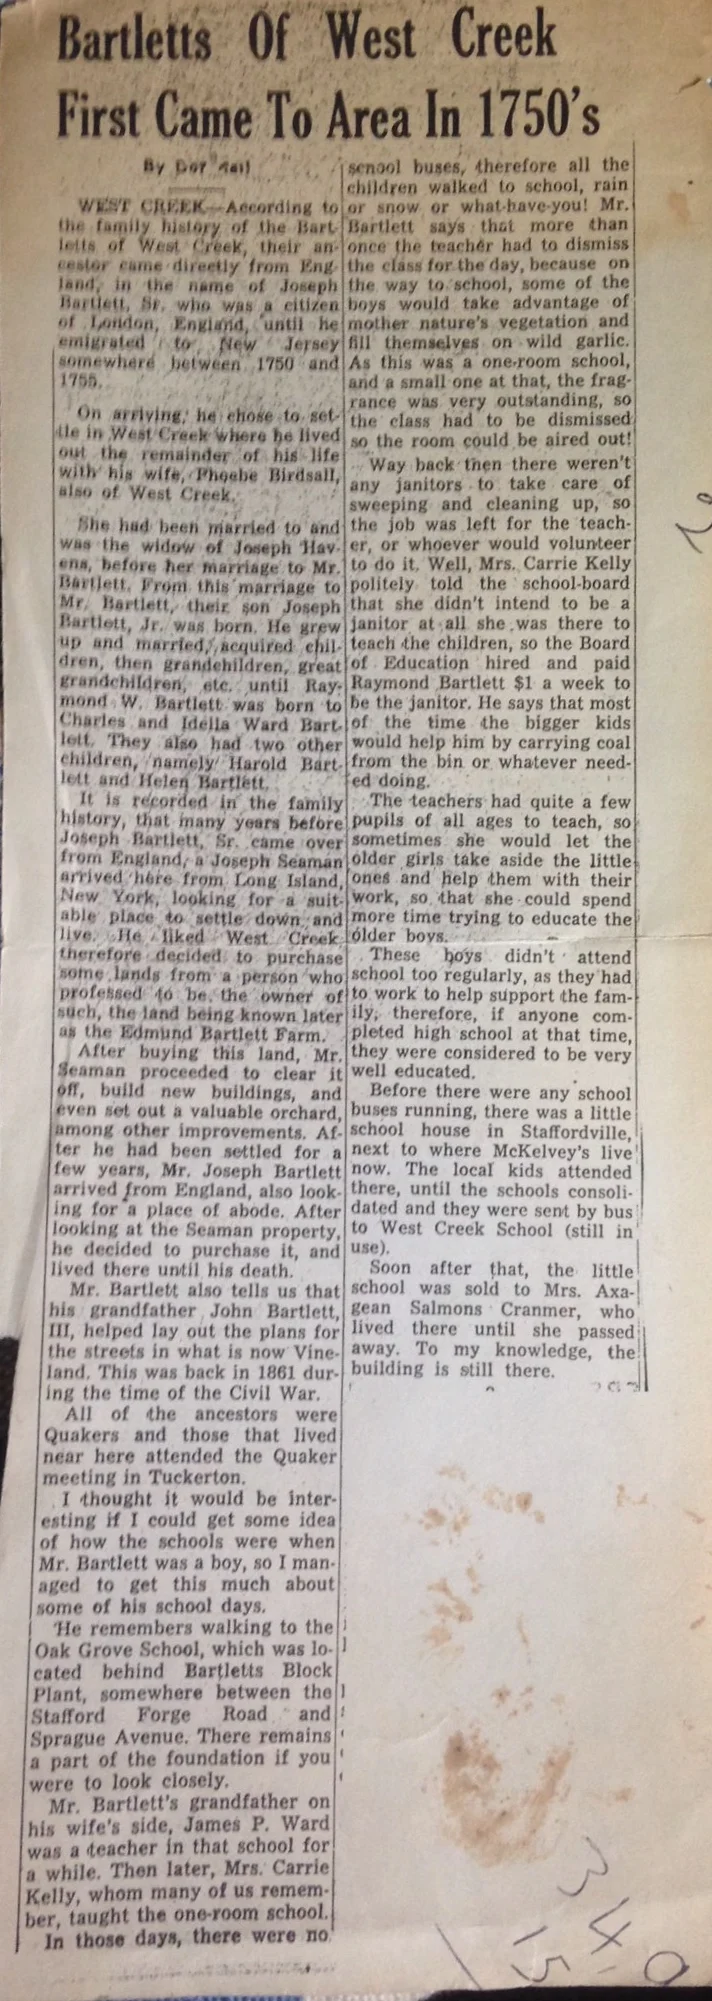 Bartletts Of West Creek
First Came To Area In 1750's
By Dot
WEST CREEK—According to
the family history of the Bart-
letts of West Creek, their an-
cestor came directly from Eng-
land, in the name of Joseph
Bartlett, Sr. who was a citizen
of London, England, until he
emigrated to New Jersey
somewhere between 1750 and
1755.
On arriving, he chose to set-
tle in West Creek where he lived
out the remainder of his life
with his wife, Phoebe Birdsall,
also of West Creek.
She had been married to and
was the widow of Joseph Hav-
ens, before her marriage to Mr.
Bartlett. From this marriage to
Mr. Bartlett, their son Joseph
Bartlett, Jr. was born. He grew
up and married, acquired chil-
dren, then grandchildren, great
grandchildren, etc. until Ray-
mond W. Bartlett was born to
Charles and Idella Ward Bart-
lett. They also had two other
children, namely Harold Bart-
lett and Helen Bartlett.
It is recorded in the family
history, that many years before
Joseph Bartlett, Sr. came over
from England, a Joseph Seaman
arrived here from Long Island,
New York, looking for a suit-
able place to settle down and
live. He liked West Creek
therefore decided to purchase
some lands from a person who
professed to be the owner of
such, the land being known later
as the Edmund Bartlett Farm.
After buying this land, Mr.
Seaman proceeded to clear it
off, build new buildings, and
even set out a valuable orchard,
among other improvements. Af-
ter he had been settled for a
few years, Mr. Joseph Bartlett
arrived from England, also look-
ing for a place of abode. After
looking at the Seaman property,
he decided to purchase it, and
lived there until his death.
Mr. Bartlett also tells us that
his grandfather John Bartlett,
III, helped lay out the plans for
the streets in what is now Vine-
land. This was back in 1861 dur-
ing the time of the Civil War.
All of the ancestors were
Quakers and those that lived
near here attended the Quaker
meeting in Tuckerton.
I thought it would be inter-
esting if I could get some idea
of how the schools were when
Mr. Bartlett was a boy, so I man-
aged to get this much about
some of his school days.
He remembers walking to the
Oak Grove School, which was lo-
cated behind Bartletts Block
Plant, somewhere between the
Stafford Forge Road and
Sprague Avenue. There remains
a part of the foundation if you
were to look closely.
Mr. Bartlett's grandfather on
his wife's side, James P. Ward
was a teacher in that school for
a while. Then later, Mrs. Carrie
Kelly, whom many of us remem-
ber, taught the one-room school.
In those days, there were no
school buses, therefore all the
children walked to school, rain
or snow or what-have-you! Mr.
Bartlett says that more than
once the teacher had to dismiss
the class for the day, because on
the way to school, some of the
boys would take advantage of
mother nature's vegetation and
fill themselves on wild garlic.
As this was a one-room school,
and a small one at that, the frag-
rance was very outstanding, so
the class had to be dismissed
so the room could be aired out!
Way back then there weren't
any janitors to take care of
sweeping and cleaning up, so
the job was left for the teach-
er, or whoever would volunteer
to do it. Well, Mrs. Carrie Kelly
politely told the school-board
that she didn't intend to be a
janitor at all she was there to
teach the children, so the Board
of Education hired and paid
Raymond Bartlett $1 a week to
be the janitor. He says that most
of the time the bigger kids
would help him by carrying coal
from the bin or whatever need-
ed doing.
The teachers had quite a few
pupils of all ages to teach, so
sometimes she would let the
older girls take aside the little
ones and help them with their
work, so that she could spend
more time trying to educate the
older boys.
These boys didn't attend
school too regularly, as they had
to work to help support the fam-
ily, therefore, if anyone com-
pleted high school at that time,
they were considered to be very
well educated.
Before there were any school
buses running, there was a little
school house in Staffordville,
next to where McKelvey's live
now. The local kids attended
there, until the schools consoli-
dated and they were sent by bus
to West Creek School (still in
use).
Soon after that, the little
school was sold to Mrs. Axa-
gean Salmons Cranmer, who
lived there until she passed
away. To my knowledge, the
building is still there.